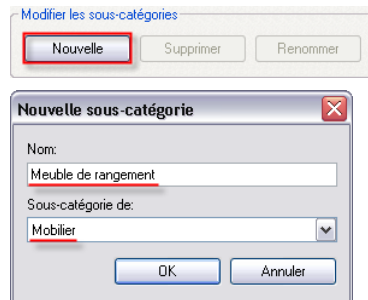 Modifier les sous-catégories
Nouvelle Supprimer Renommer
Nouvelle sous-catégorie
Nom:
Meuble de rangement
Sous-catégorie de:
Mobilier
OK Annuler